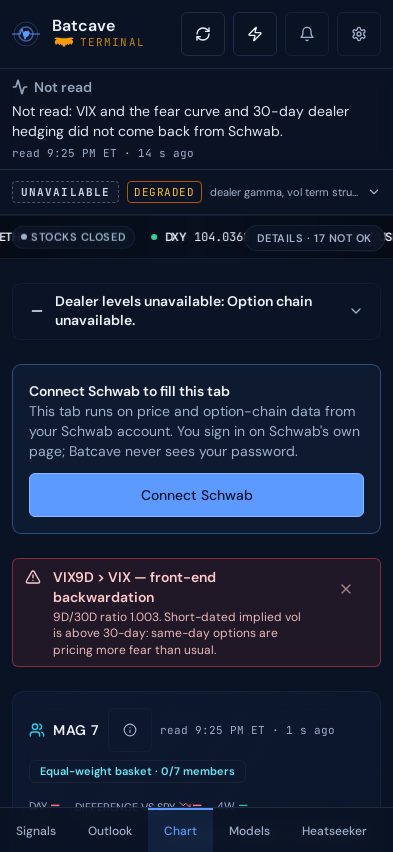 Batcave
TERMINAL
Not read
Not read: VIX and the fear curve and 30-day dealer
hedging did not come back from Schwab.
read 9:25 PM ET · 14 s ago
UNAVAILABLE DEGRADED dealer gamma, vol term stru…
ET STOCKS CLOSED DXY 104.036 DETAILS · 17 NOT OK
Dealer levels unavailable: Option chain
unavailable.
Connect Schwab to fill this tab
This tab runs on price and option-chain data from
your Schwab account. You sign in on Schwab's own
page; Batcave never sees your password.
Connect Schwab
VIX9D > VIX — front-end
backwardation
9D/30D ratio 1.003. Short-dated implied vol
is above 30-day: same-day options are
pricing more fear than usual.
MAG 7 read 9:25 PM ET · 1 s ago
Equal-weight basket · 0/7 members
DAY — DIFFERENCE VS SPY — 4W —
Signals Outlook Chart Models Heatseeker